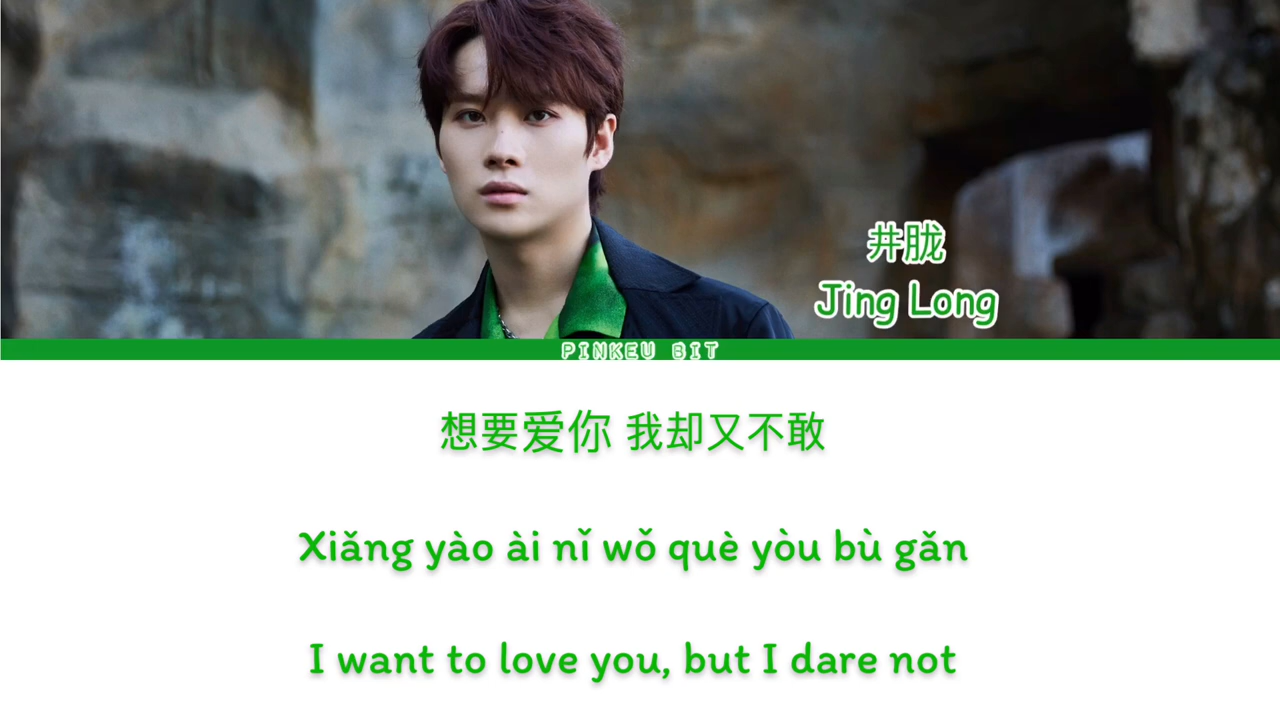 井胧
Jing Long
PINKEU BIT
想要爱你 我却又不敢
Xiǎng yào ài nǐ wǒ què yòu bù gǎn
I want to love you, but I dare not